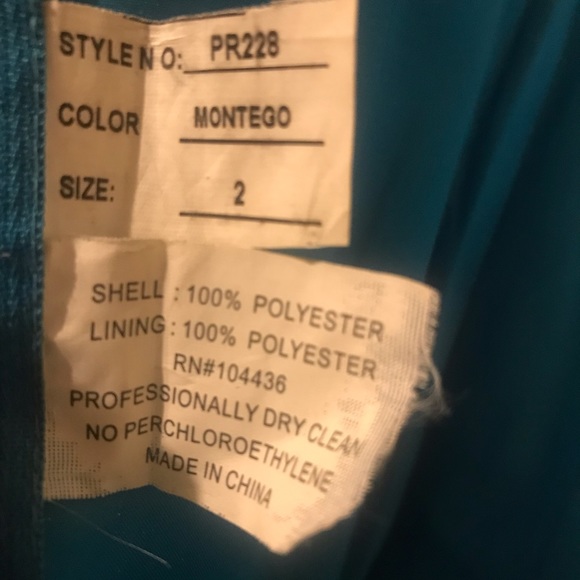 STYLE NO: PR228
COLOR MONTEGO
SIZE: 2
SHELL : 100% POLYESTER
LINING : 100% POLYESTER
RN#104436
PROFESSIONALLY DRY CLEAN
NO PERCHLOROETHYLENE
MADE IN CHINA